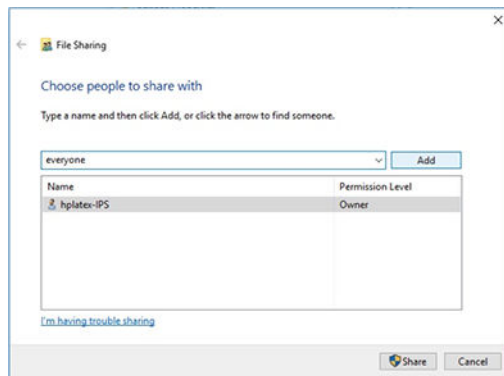 File Sharing
Choose people to share with
Type a name and then click Add, or click the arrow to find someone.
everyone Add
Name Permission Level
hplatex-IPS Owner
I'm having trouble sharing
Share Cancel